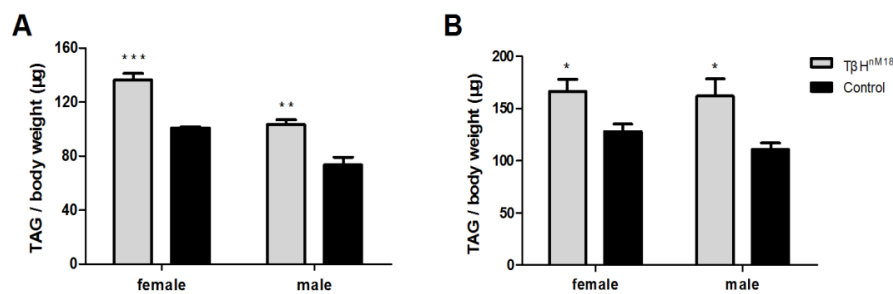 A
TAG / body weight (µg)
160
120
80
40
0
***
**
female
male
B
TAG / body weight (µg)
200
150
100
50
0
*
*
female
male
TβH^nM18
Control